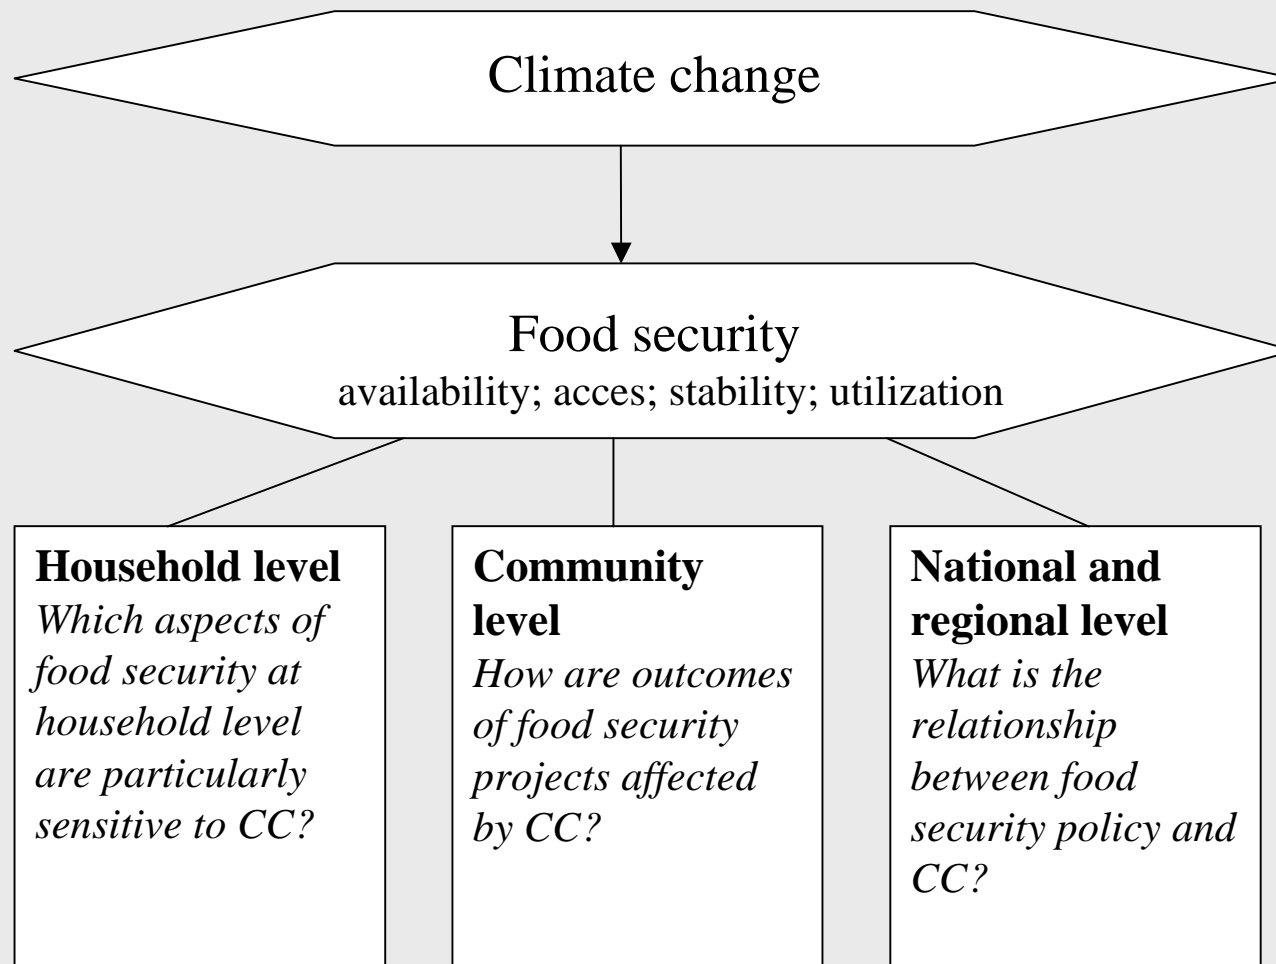 Climate change
Food security
availability; acces; stability; utilization
Household level
Which aspects of
food security at
household level
are particularly
sensitive to CC?
Community
level
How are outcomes
of food security
projects affected
by CC?
National and
regional level
What is the
relationship
between food
security policy and
CC?